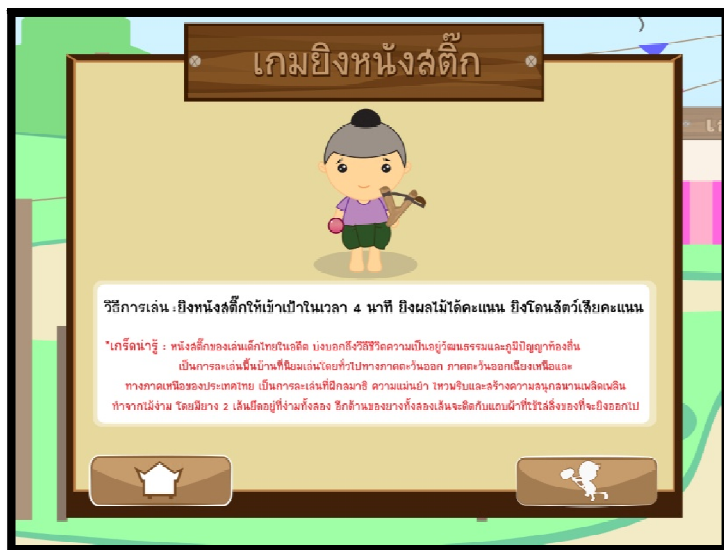 เกมยิงหนังสติ๊ก
วิธีการเล่น :ยิงหนังสติ๊กให้เข้าเป้าในเวลา 4 นาที ยิงผลไม้ได้คะแนน ยิงโดนสัตว์เสียคะแนน
*เกร็ดน่ารู้ : หนังสติ๊กของเล่นเด็กไทยในอดีต บ่งบอกถึงวิถีชีวิตความเป็นอยู่วัฒนธรรมและภูมิปัญญาท้องถิ่น
เป็นการละเล่นพื้นบ้านที่นิยมเล่นโดยทั่วไปทางภาคตะวันออก ภาคตะวันออกเฉียงเหนือและ
ทางภาคเหนือของประเทศไทย เป็นการละเล่นที่ฝึกสมาธิ ความแม่นยำ ไหวพริบและสร้างความสนุกสนานเพลิดเพลิน
ทำจากไม้ง่าม โดยมียาง 2 เส้นยึดอยู่ที่ง่ามทั้งสอง อีกด้านของยางทั้งสองเส้นจะติดกับแถบผ้าที่ใช้ใส่สิ่งของที่จะยิงออกไป